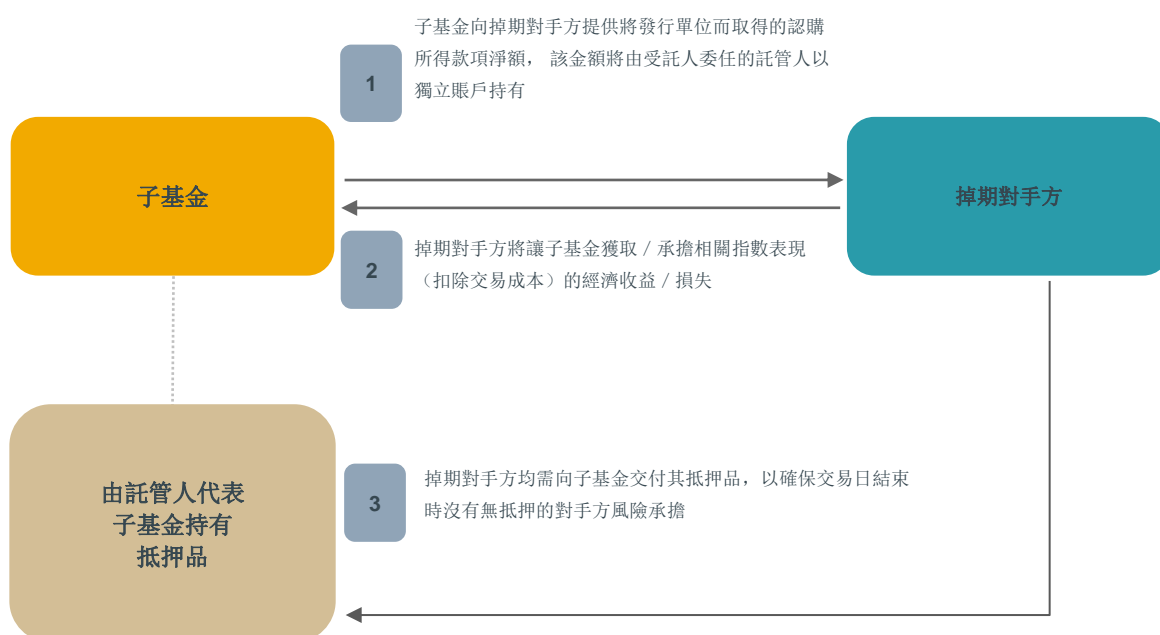 子基金向掉期對手方提供將發行單位而取得的認購
所得款項淨額， 該金額將由受託人委任的託管人以
獨立賬戶持有
1
子基金
掉期對手方
2
掉期對手方將讓子基金獲取 / 承擔相關指數表現
（扣除交易成本）的經濟收益 / 損失
由託管人代表
子基金持有
抵押品
3
掉期對手方均需向子基金交付其抵押品，以確保交易日結束
時沒有無抵押的對手方風險承擔